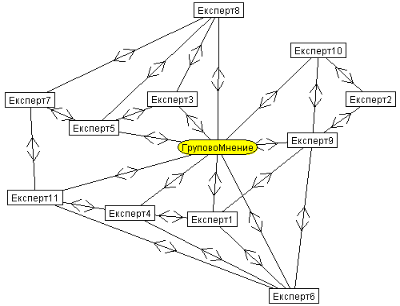 Експерт8
Експерт10
Експерт7
Експерт3
Експерт2
Експерт5
Експерт9
ГруповоМнение
Експерт11
Експерт4
Експерт1
Експерт6